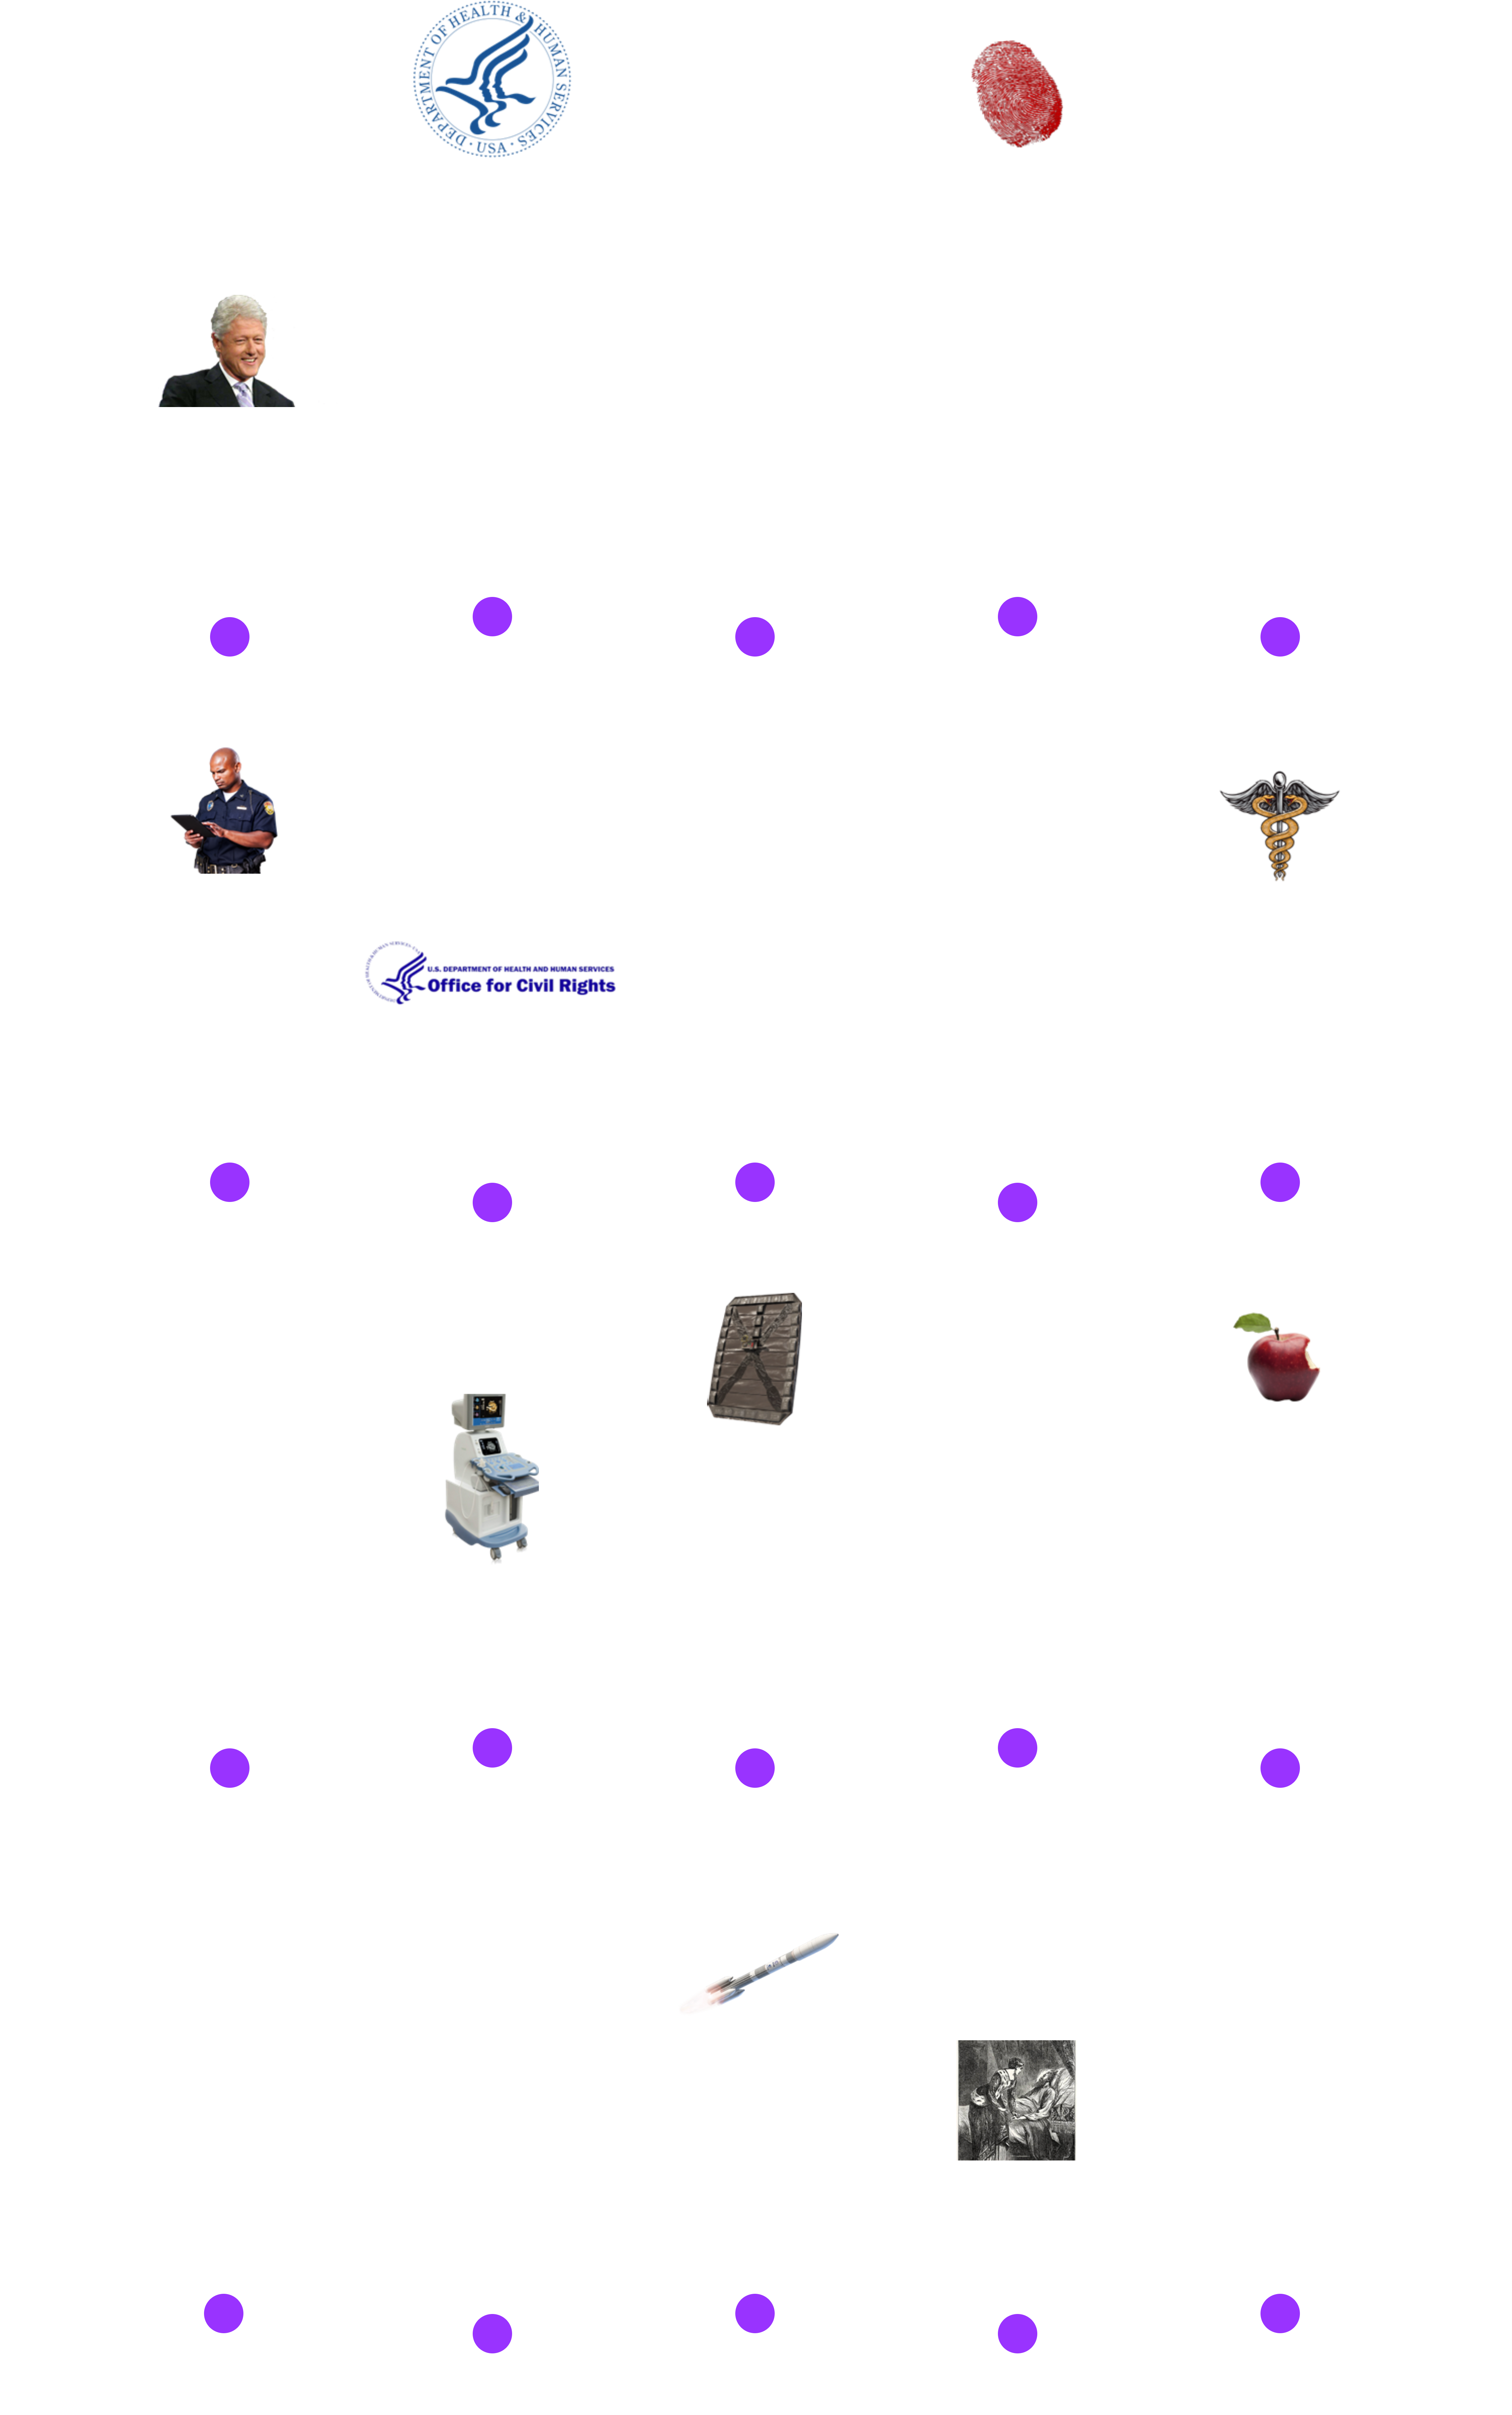 DEPARTMENT OF HEALTH & HUMAN SERVICES · USA ·
U.S. DEPARTMENT OF HEALTH AND HUMAN SERVICES
Office for Civil Rights